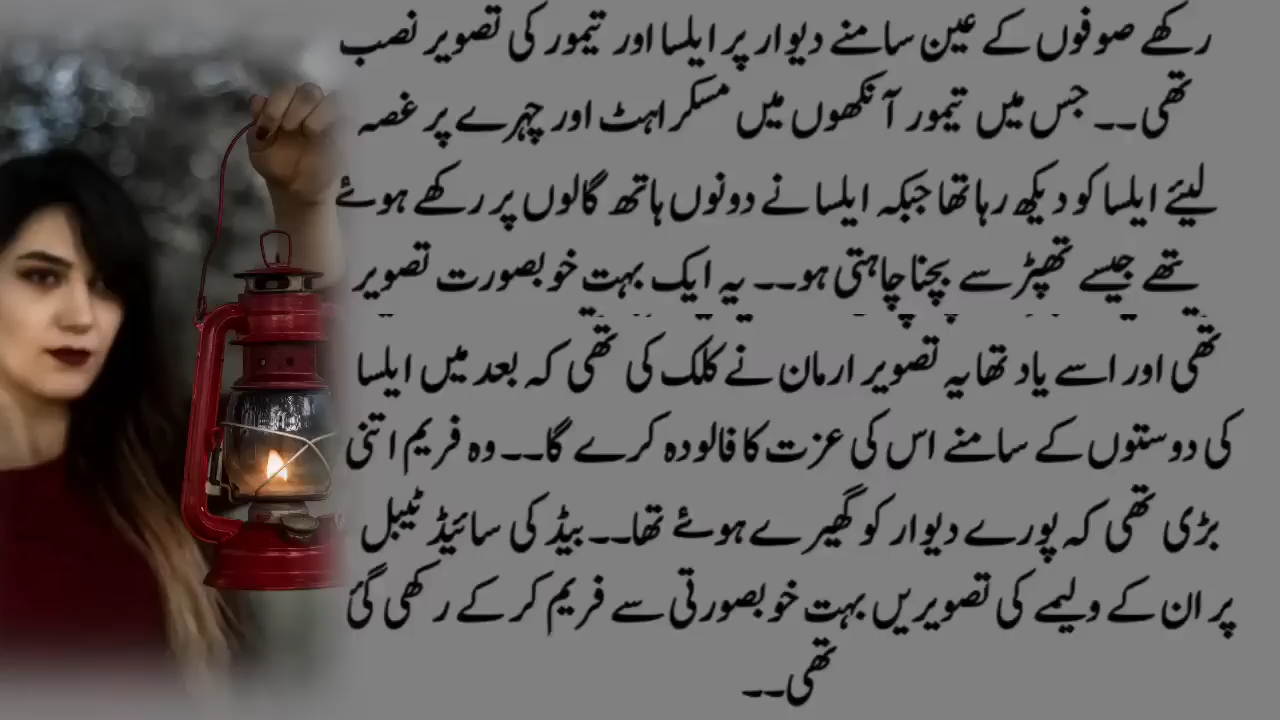 رکھے صوفوں کے عین سامنے دیوار پر ایلسا اور تیمور کی تصویر نصب
تھی۔۔ جس میں تیمور آنکھوں میں مسکراہٹ اور چہرے پر غصہ
لیئے ایلسا کو دیکھ رہا تھا جبکہ ایلسا نے دونوں ہاتھ گالوں پر رکھے ہوئے
تھے جیسے تھپڑ سے بچنا چاہتی ہو۔۔ یہ ایک بہت خوبصورت تصویر
تھی اور اسے یاد تھا یہ تصویر ارمان نے کلک کی تھی کہ بعد میں ایلسا
کی دوستوں کے سامنے اس کی عزت کا فالودہ کرے گا۔۔ وہ فریم اتنی
بڑی تھی کہ پورے دیوار کو گھیرے ہوئے تھا۔۔ بیڈ کی سائیڈ ٹیبل
پر ان کے ولیمے کی تصویریں بہت خوبصورتی سے فریم کر کے رکھی گئ
تھی۔۔